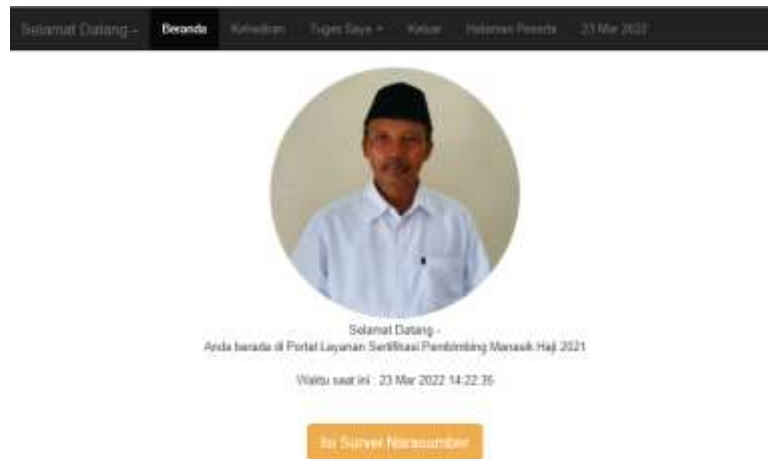 Selamat Datang - Beranda Kehadiran Tugas Saya Keluar Halaman Peserta 23 Mar 2022
Selamat Datang -
Anda berada di Portal Layanan Sertifikasi Pembimbing Manasik Haji 2021
Waktu saat ini : 23 Mar 2022 14:22:35
Isi Survei Narasumber